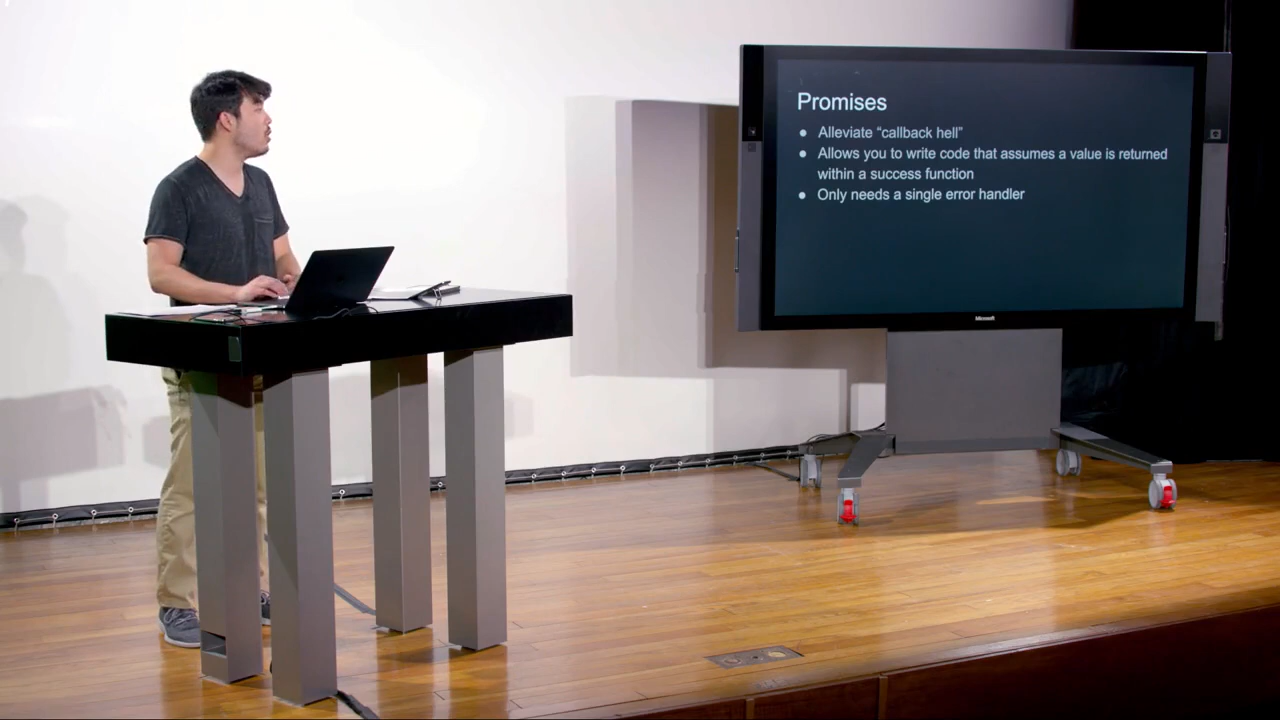 Promises
● Alleviate “callback hell”
● Allows you to write code that assumes a value is returned
within a success function
● Only needs a single error handler
Microsoft